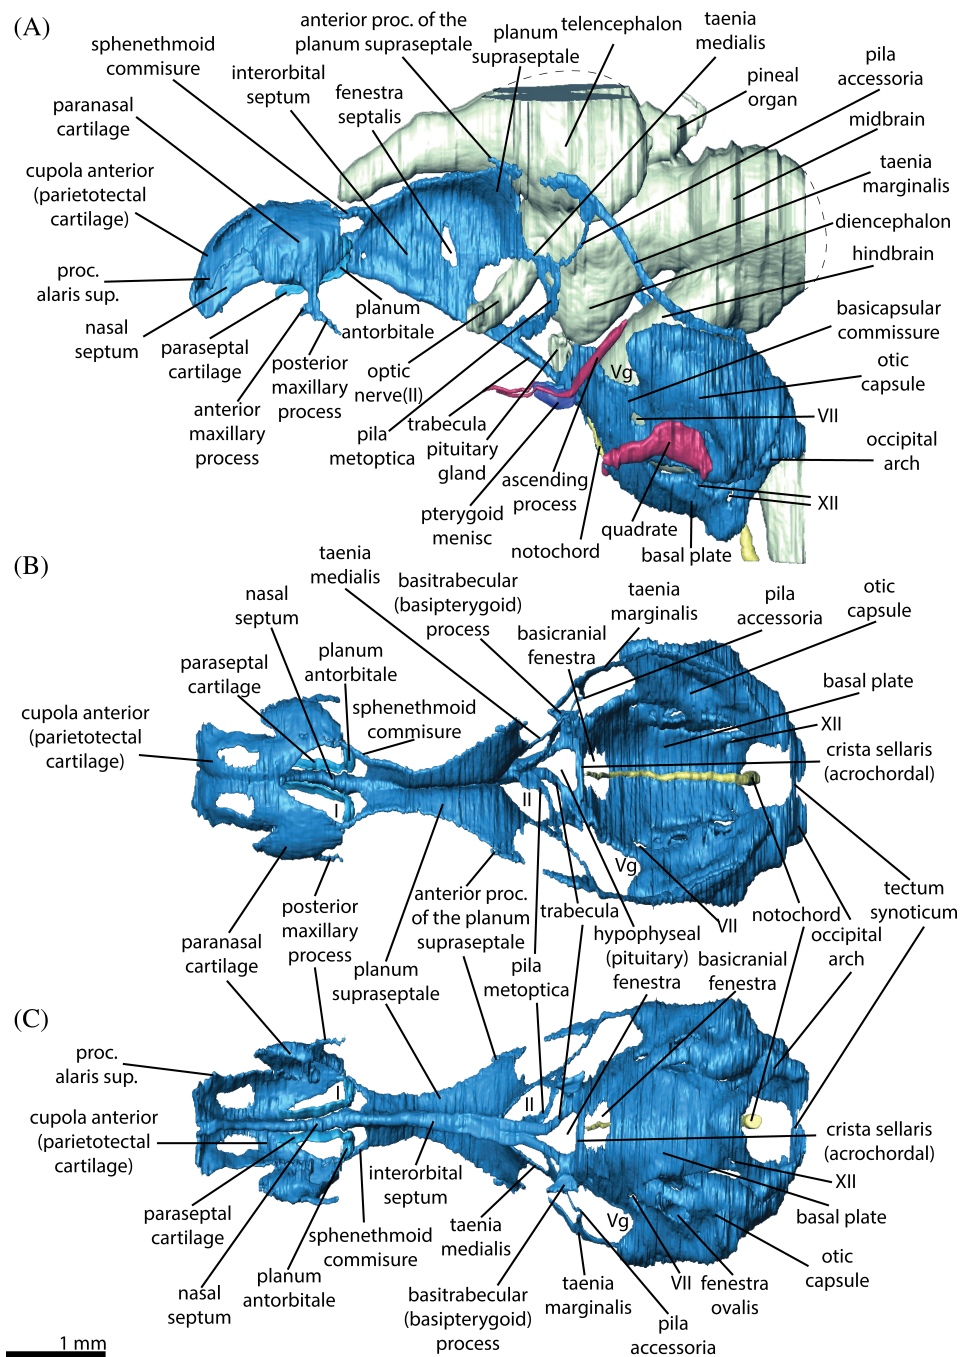 (A)
sphenethmoid
commisure
anterior proc. of the
planum supraseptale
interorbital
septum
fenestra
septalis
planum
supraseptale
telencephalon
taenia
medialis
pineal
organ
pila
accessoria
midbrain
taenia
marginalis
diencephalon
hindbrain
basicapsular
commissure
otic
capsule
VII
occipital
arch
XII
paranasal
cartilage
cupola anterior
(parietotectal
cartilage)
proc.
alaris sup.
nasal
septum
paraseptal
cartilage
anterior
maxillary
process
posterior
maxillary
process
planum
antorbitale
optic
nerve(II)
pila
metoptica
trabecula
pituitary
gland
pterygoid
menisc
ascending
process
notochord
quadrate
basal plate
Vg
(B)
nasal
septum
taenia
medialis
basitrabecular
(basipterygoid)
process
basicranial
fenestra
taenia
marginalis
pila
accessoria
otic
capsule
paraseptal
cartilage
planum
antorbitale
sphenethmoid
commisure
cupola anterior
(parietotectal
cartilage)
basal plate
XII
crista sellaris
(acrochordal)
I
II
Vg
paranasal
cartilage
posterior
maxillary
process
planum
supraseptale
anterior proc.
of the planum
supraseptale
pila
metoptica
trabecula
hypophyseal
(pituitary)
fenestra
VII
basicranial
fenestra
notochord
occipital
arch
tectum
synoticum
(C)
proc.
alaris sup.
cupola anterior
(parietotectal
cartilage)
I
II
Vg
paraseptal
cartilage
nasal
septum
planum
antorbitale
sphenethmoid
commisure
interorbital
septum
taenia
medialis
basitrabecular
(basipterygoid)
process
taenia
marginalis
pila
accessoria
VII
fenestra
ovalis
otic
capsule
basal plate
XII
crista sellaris
(acrochordal)
1 mm